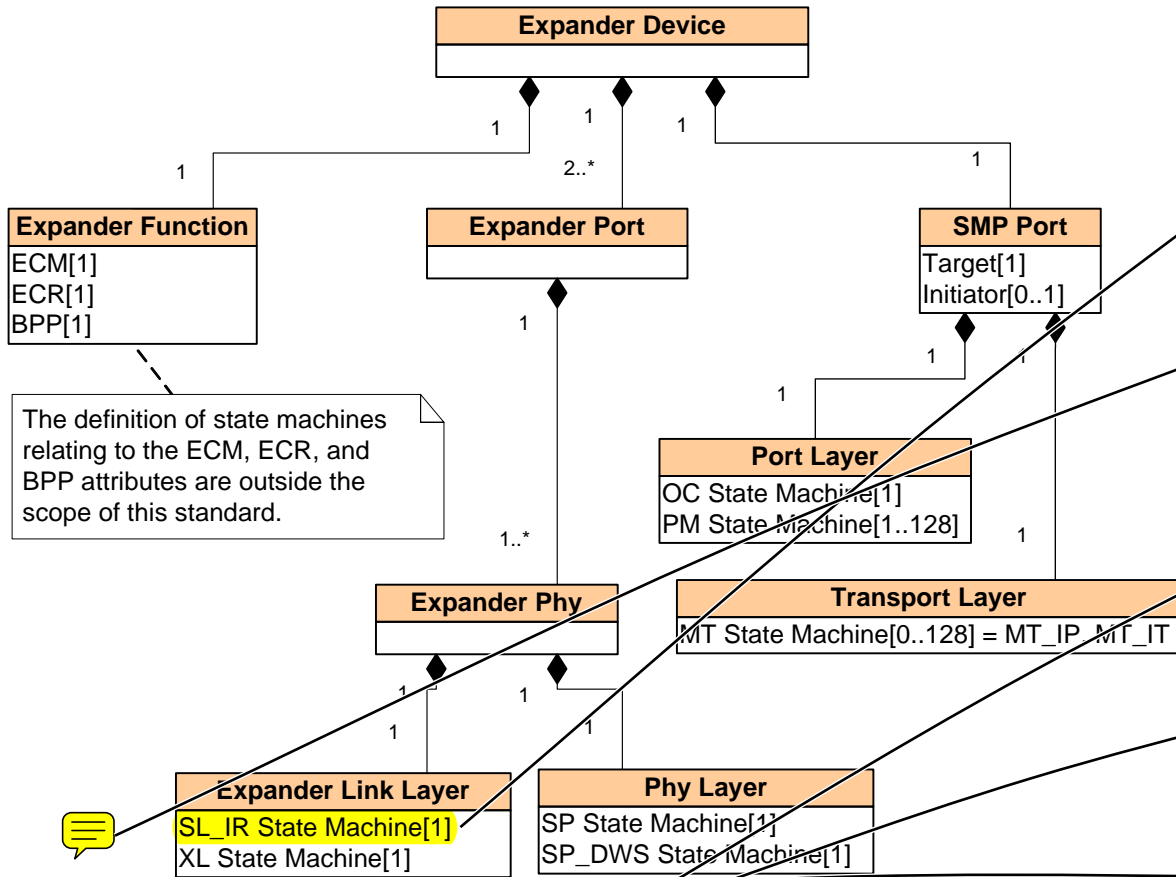 Expander Device
1
1
1
1
2..*
1
Expander Function
ECM[1]
ECR[1]
BPP[1]
Expander Port
SMP Port
Target[1]
Initiator[0..1]
1
1
1
1
The definition of state machines
relating to the ECM, ECR, and
BPP attributes are outside the
scope of this standard.
Port Layer
OC State Machine[1]
PM State Machine[1..128]
1..*
1
Expander Phy
Transport Layer
MT State Machine[0..128] = MT_IP, MT_IT
1
1
1
1
Expander Link Layer
SL_IR State Machine[1]
XL State Machine[1]
Phy Layer
SP State Machine[1]
SP_DWS State Machine[1]